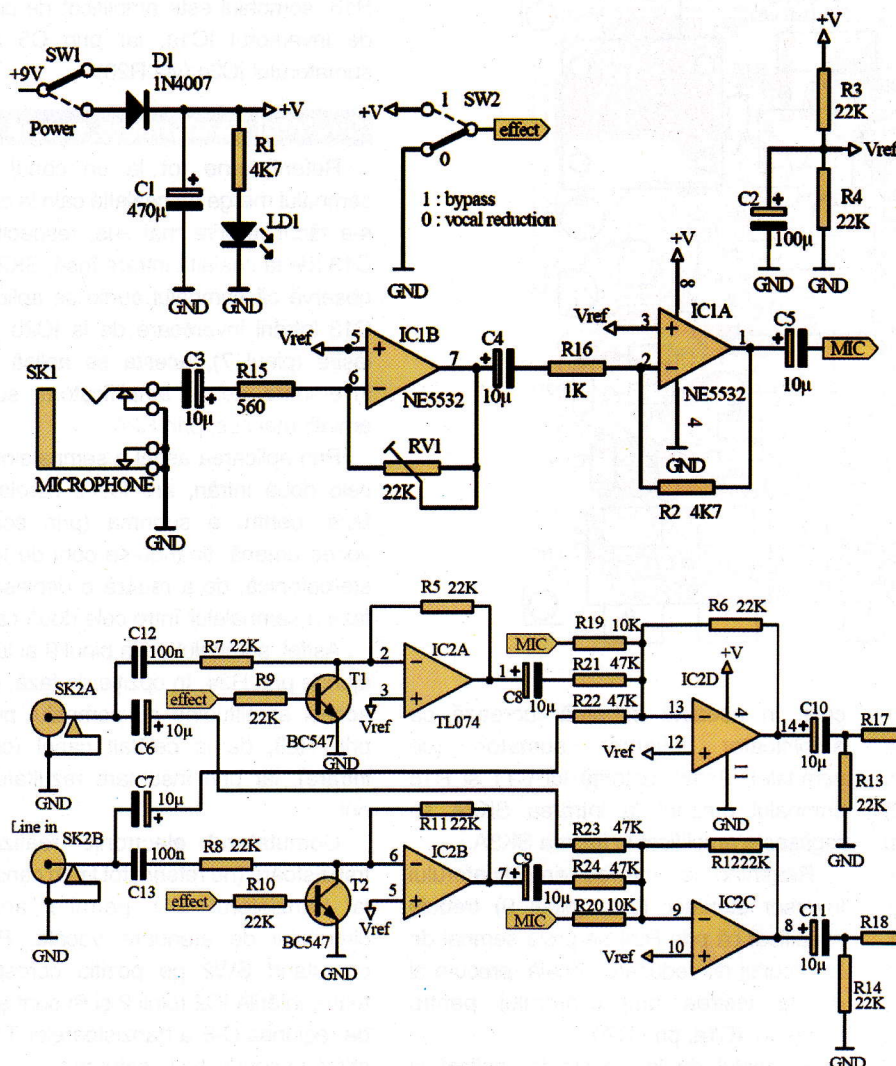 SW1
+9V
Power
D1
1N4007
+V
R1
4K7
C1
+
470µ
LD1
GND
GND
+V
1
SW2
effect
0
1 : bypass
0 : vocal reduction
GND
+V
R3
22K
Vref
R4
22K
C2
+
100µ
GND
GND
SK1
MICROPHONE
GND
C3
+
10µ
R15
560
Vref
5
+
6
−
7
IC1B
NE5532
RV1
22K
C4
+
10µ
R16
1K
+V
8
Vref
3
+
2
−
1
IC1A
NE5532
4
GND
R2 4K7
C5
+
10µ
MIC
SK2A
GND
Line in
SK2B
GND
C12
100n
+
C6
10µ
C7
10µ
+
100n
C13
R7 22K
effect
R9
22K
T1
BC547
GND
R5 22K
2
−
3
+
Vref
IC2A
TL074
1
+
C8
10µ
MIC
R19
10K
R21
47K
R22 47K
R6 22K
+V
IC2D
4
13
−
Vref
12
+
11
GND
14
C10
+
10µ
R17
R13
22K
GND
R8 22K
effect
R10
22K
T2
BC547
GND
R11 22K
6
−
5
+
Vref
IC2B
7
C9
+
10µ
R23 47K
R24 47K
R20 10K
MIC
R12 22K
9
−
Vref
10
+
IC2C
8
C11
+
10µ
R18
R14
22K
GND